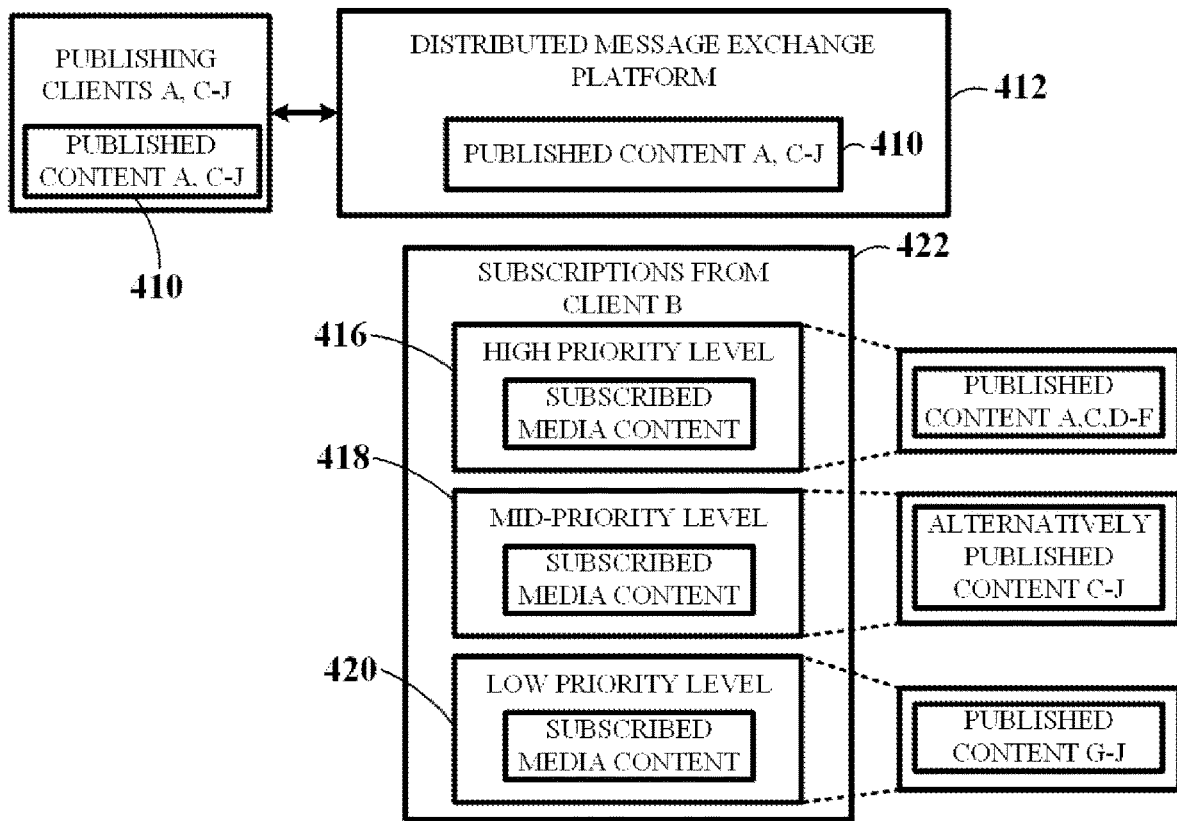 PUBLISHING
CLIENTS A, C-J
PUBLISHED
CONTENT A, C-J
410
DISTRIBUTED MESSAGE EXCHANGE
PLATFORM
PUBLISHED CONTENT A, C-J
410
412
422
SUBSCRIPTIONS FROM
CLIENT B
416
HIGH PRIORITY LEVEL
SUBSCRIBED
MEDIA CONTENT
PUBLISHED
CONTENT A,C,D-F
418
MID-PRIORITY LEVEL
SUBSCRIBED
MEDIA CONTENT
ALTERNATIVELY
PUBLISHED
CONTENT C-J
420
LOW PRIORITY LEVEL
SUBSCRIBED
MEDIA CONTENT
PUBLISHED
CONTENT G-J